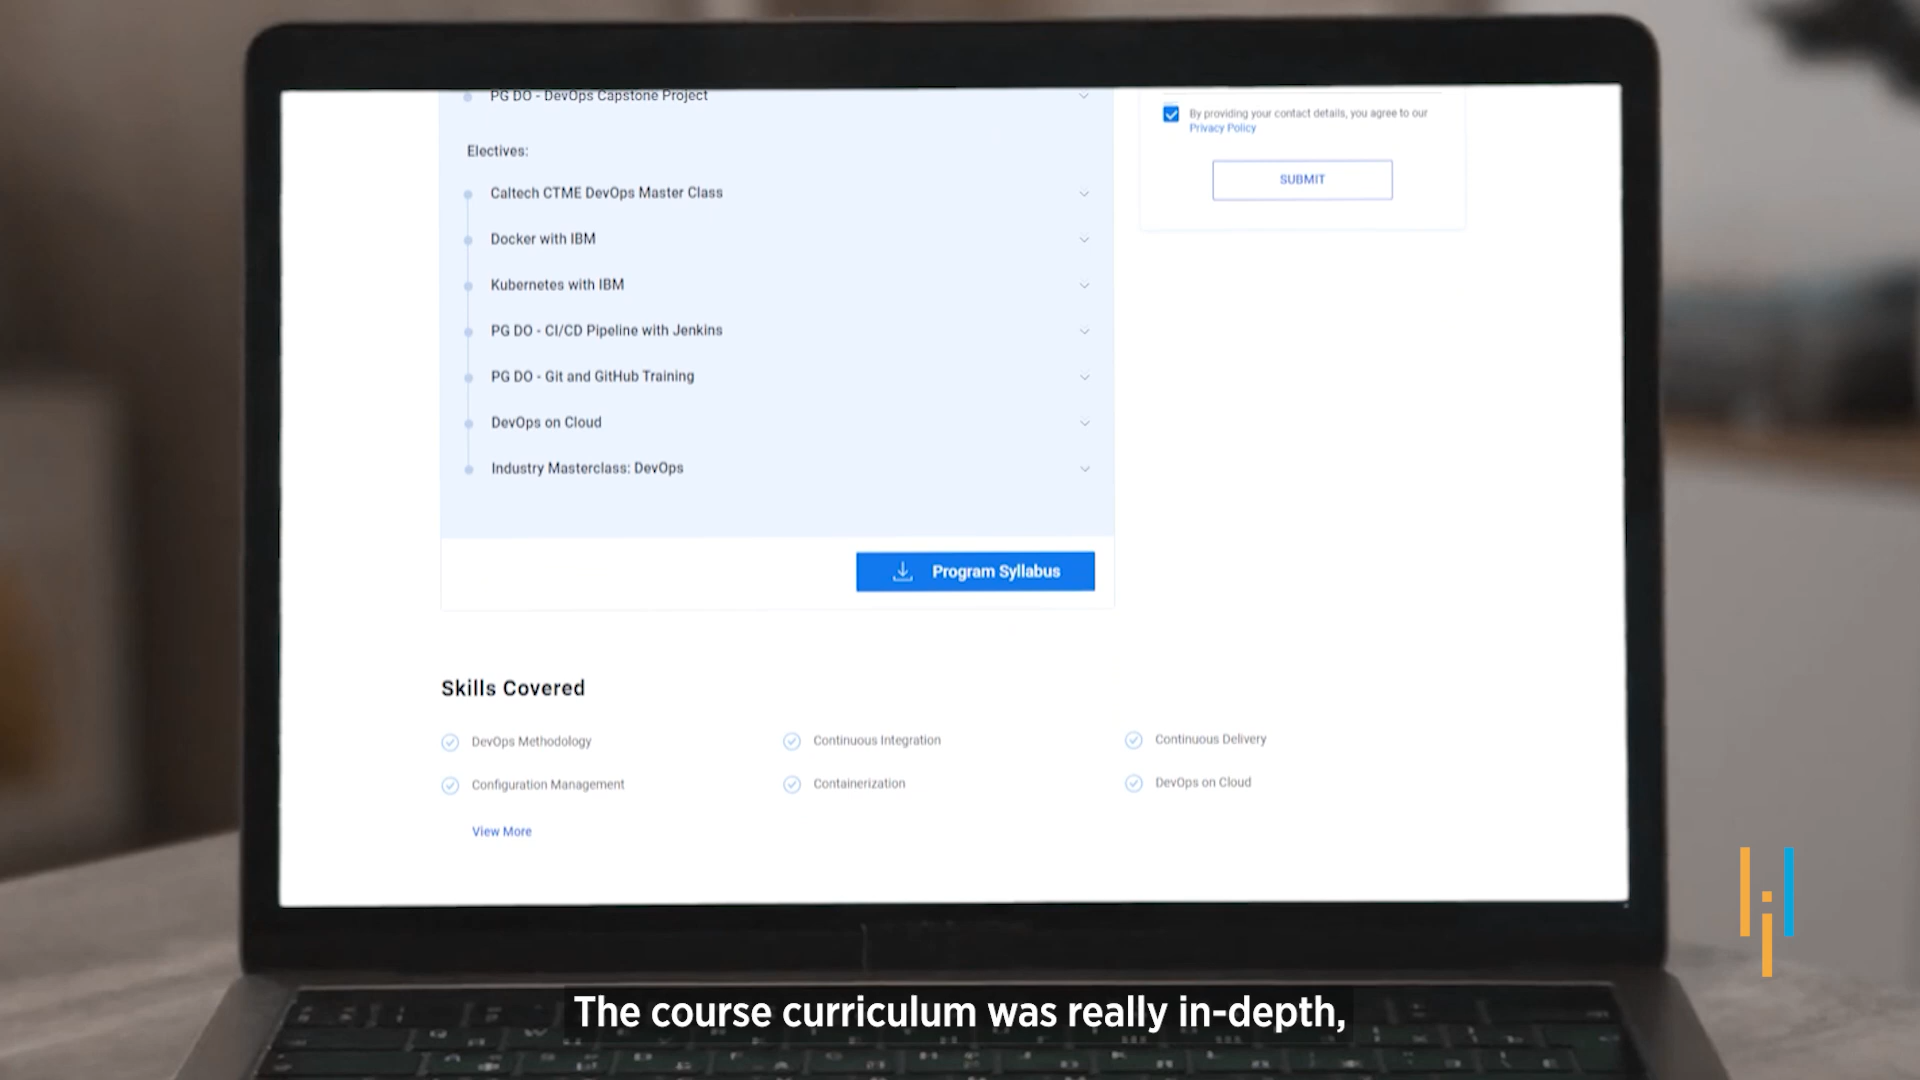 PG DO - DevOps Capstone Project
By providing your contact details, you agree to our
Privacy Policy
Electives:
SUBMIT
Caltech CTME DevOps Master Class
Docker with IBM
Kubernetes with IBM
PG DO - CI/CD Pipeline with Jenkins
PG DO - Git and GitHub Training
DevOps on Cloud
Industry Masterclass: DevOps
Program Syllabus
Skills Covered
DevOps Methodology
Continuous Integration
Continuous Delivery
Configuration Management
Containerization
DevOps on Cloud
View More
The course curriculum was really in-depth,